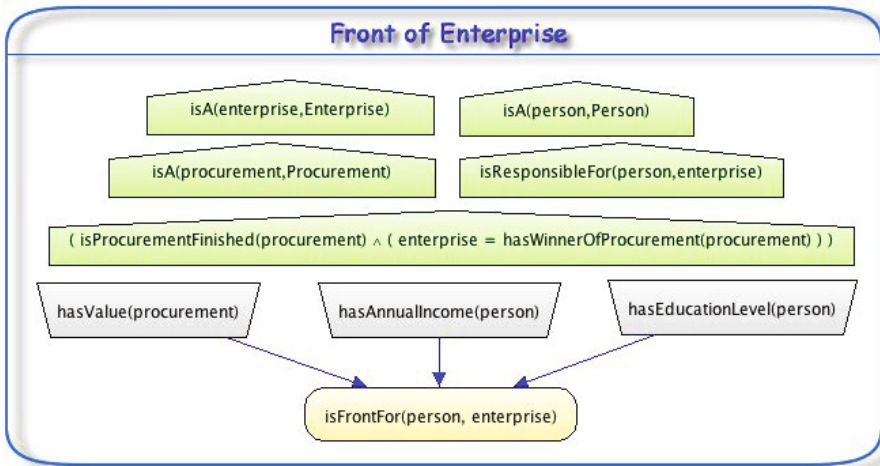 Front of Enterprise
isA(enterprise,Enterprise)
isA(person,Person)
isA(procurement,Procurement)
isResponsibleFor(person,enterprise)
( isProcurementFinished(procurement) ∧ ( enterprise = hasWinnerOfProcurement(procurement) ) )
hasValue(procurement)
hasAnnualIncome(person)
hasEducationLevel(person)
isFrontFor(person, enterprise)